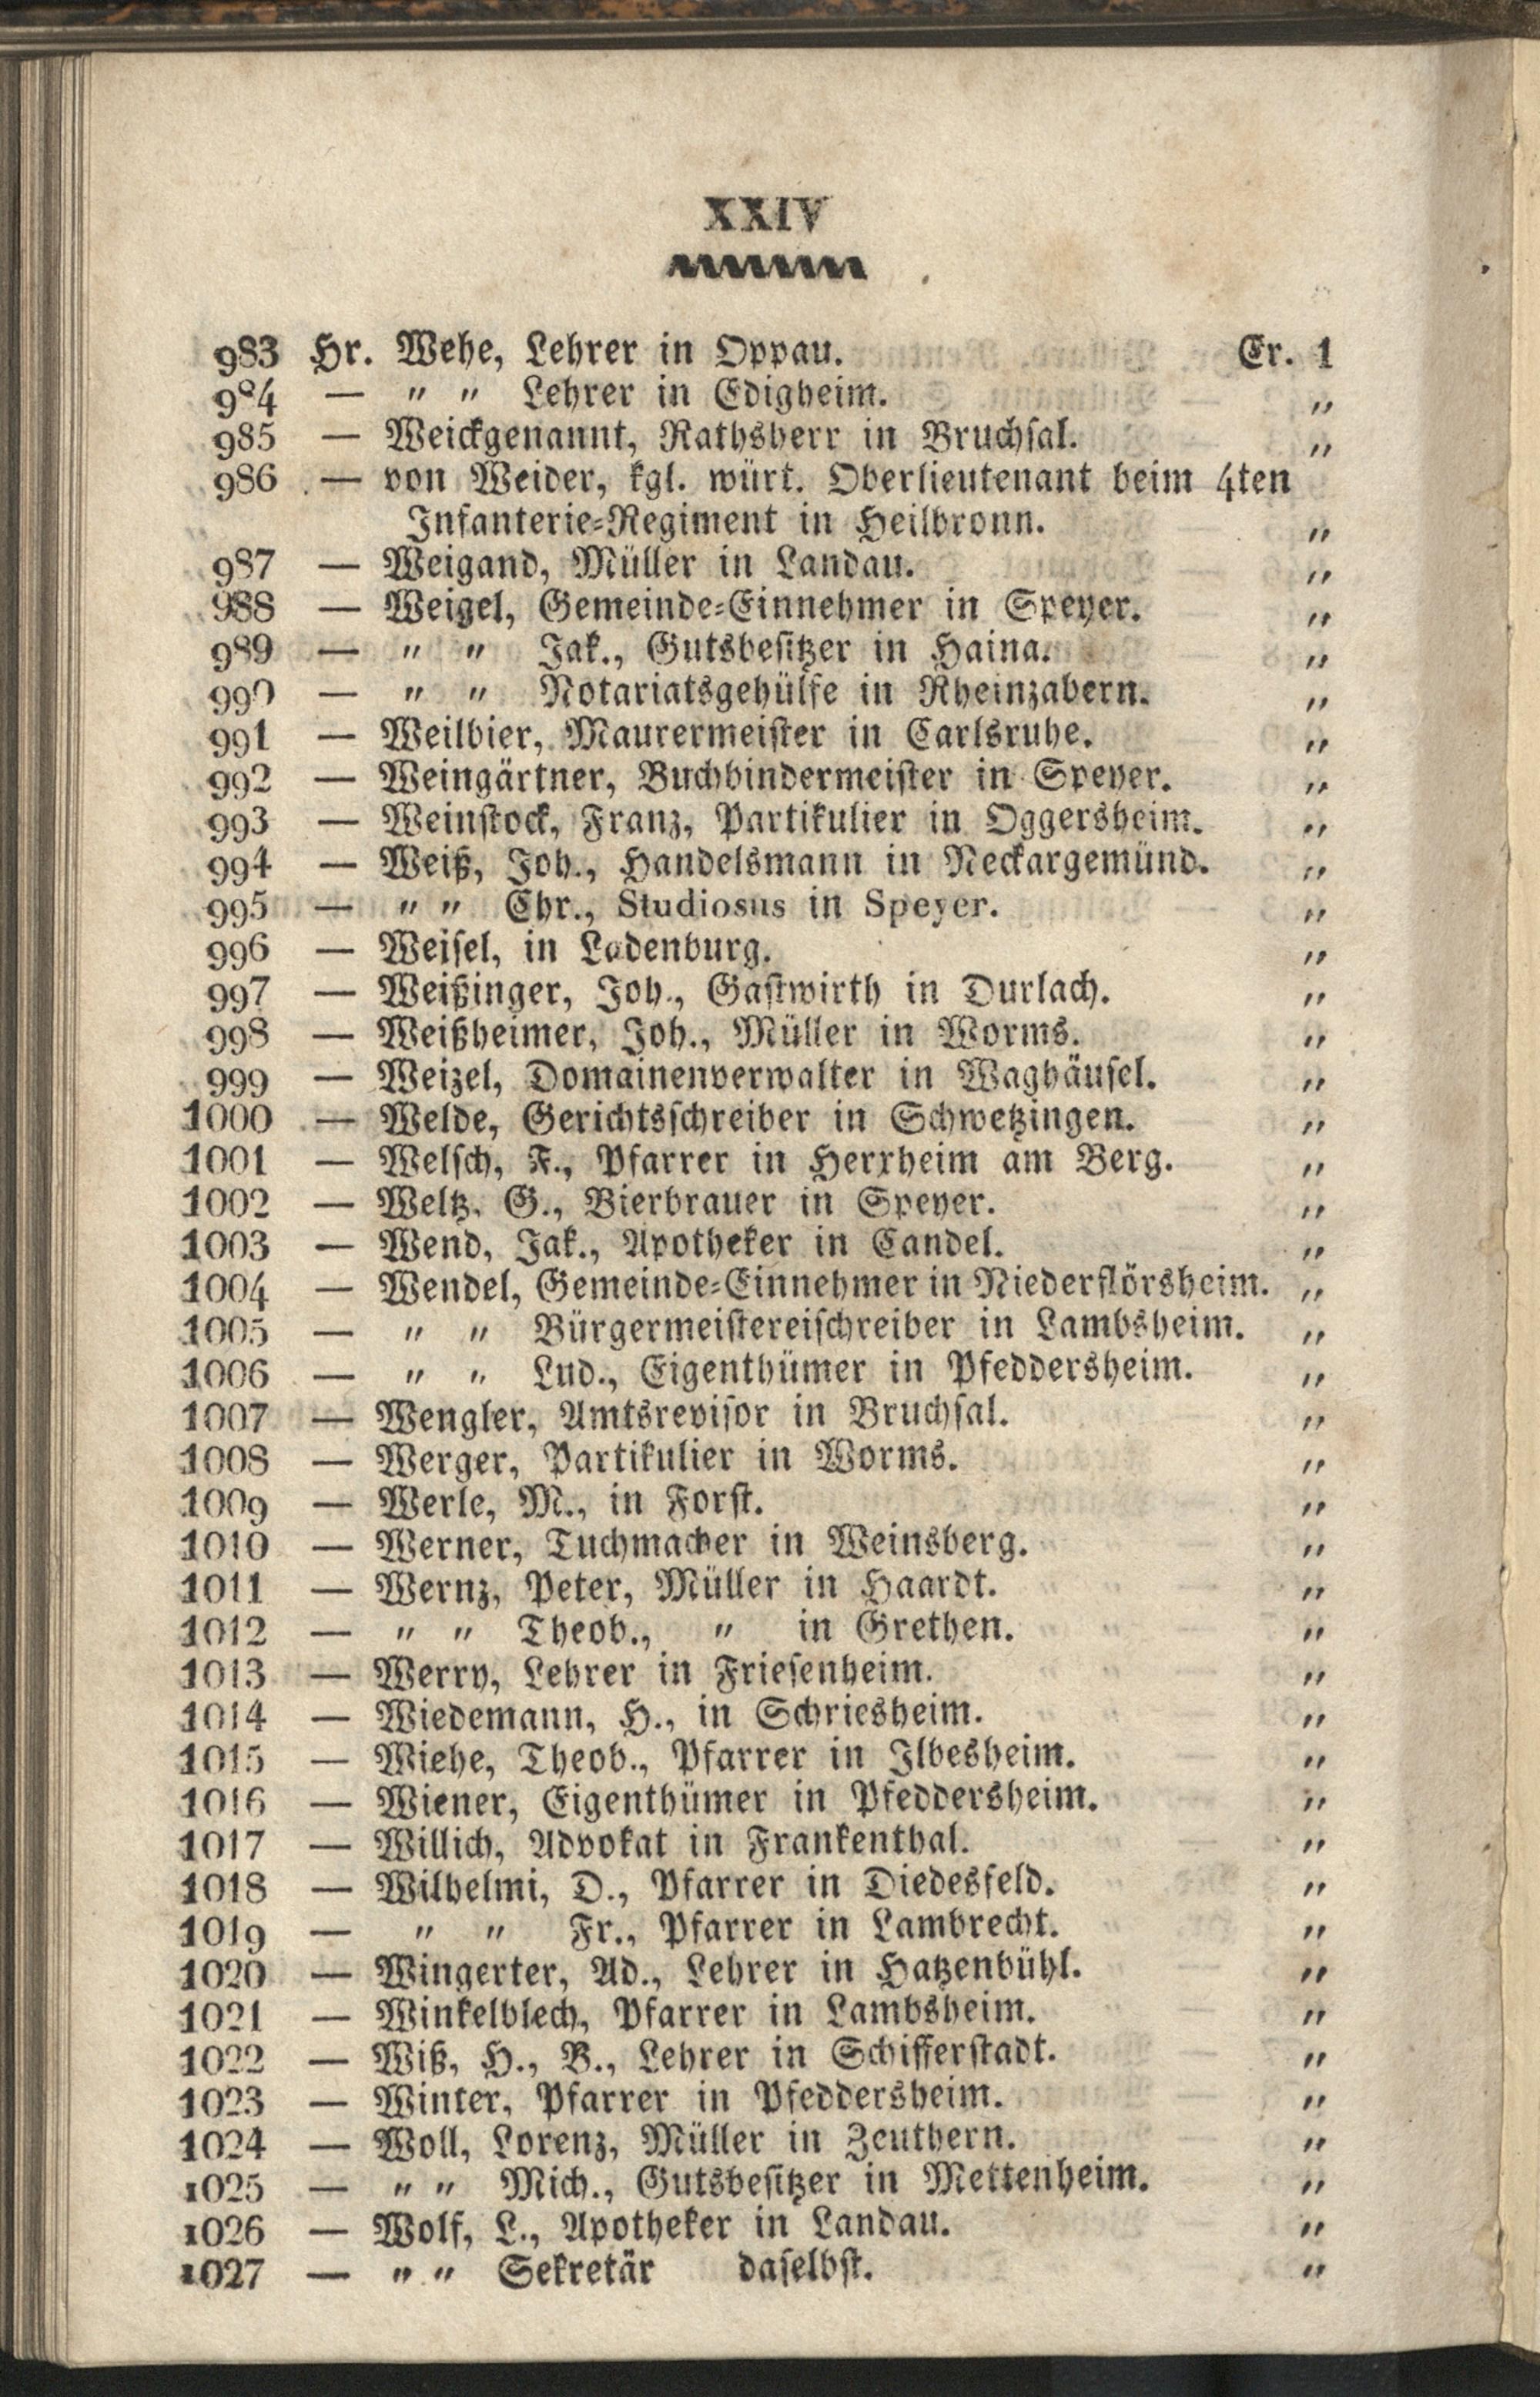 XXIV
983 Hr. Wehe, Lehrer in Oppau. Er. 1
984 — " " Lehrer in Edigheim. "
985 — Weickgenannt, Rathsherr in Bruchsal. "
986 — von Weider, kgl. würt. Oberlieutenant beim 4ten
Infanterie-Regiment in Heilbronn. "
987 — Weigand, Müller in Landau. "
988 — Weigel, Gemeinde-Einnehmer in Speyer. "
989 — " " Jak., Gutsbesitzer in Haina. "
990 — " " Notariatsgehülfe in Rheinzabern. "
991 — Weilbier, Maurermeister in Carlsruhe. "
992 — Weingärtner, Buchbindermeister in Speyer. "
993 — Weinstock, Franz, Partikulier in Oggersheim. "
994 — Weiß, Joh., Handelsmann in Neckargemünd. "
995 — " " Chr., Studiosus in Speyer. "
996 — Weisel, in Ladenburg. "
997 — Weißinger, Joh., Gastwirth in Durlach. "
998 — Weißheimer, Joh., Müller in Worms. "
999 — Weizel, Domainenverwalter in Waghäusel. "
1000 — Welde, Gerichtsschreiber in Schwetzingen. "
1001 — Welsch, F., Pfarrer in Herxheim am Berg. "
1002 — Weltz, G., Bierbrauer in Speyer. "
1003 — Wend, Jak., Apotheker in Candel. "
1004 — Wendel, Gemeinde-Einnehmer in Niederflörsheim. "
1005 — " " Bürgermeistereischreiber in Lambsheim. "
1006 — " " Lud., Eigenthümer in Pfeddersheim. "
1007 — Wengler, Amtsrevisor in Bruchsal. "
1008 — Werger, Partikulier in Worms. "
1009 — Werle, M., in Forst. "
1010 — Werner, Tuchmacher in Weinsberg. "
1011 — Wernz, Peter, Müller in Haardt. "
1012 — " " Theob., " in Grethen. "
1013 — Werry, Lehrer in Friesenheim. "
1014 — Wiedemann, H., in Schriesheim. "
1015 — Wiehe, Theob., Pfarrer in Ilbesheim. "
1016 — Wiener, Eigenthümer in Pfeddersheim. "
1017 — Willich, Advokat in Frankenthal. "
1018 — Wilhelmi, D., Pfarrer in Diedesfeld. "
1019 — " " Fr., Pfarrer in Lambrecht. "
1020 — Wingerter, Ad., Lehrer in Hatzenbühl. "
1021 — Winkelblech, Pfarrer in Lambsheim. "
1022 — Wiß, H., B., Lehrer in Schifferstadt. "
1023 — Winter, Pfarrer in Pfeddersheim. "
1024 — Woll, Lorenz, Müller in Zeuthern. "
1025 — " " Mich., Gutsbesitzer in Mettenheim. "
1026 — Wolf, L., Apotheker in Landau. "
1027 — " " Sekretär daselbst. "